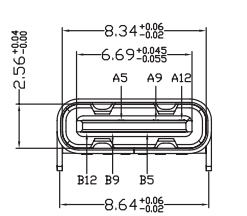 8.34 +0.06 -0.02
6.69 +0.045 -0.055
2.56 +0.04 -0.00
A5 A9 A12
B12 B9 B5
8.64 +0.06 -0.02